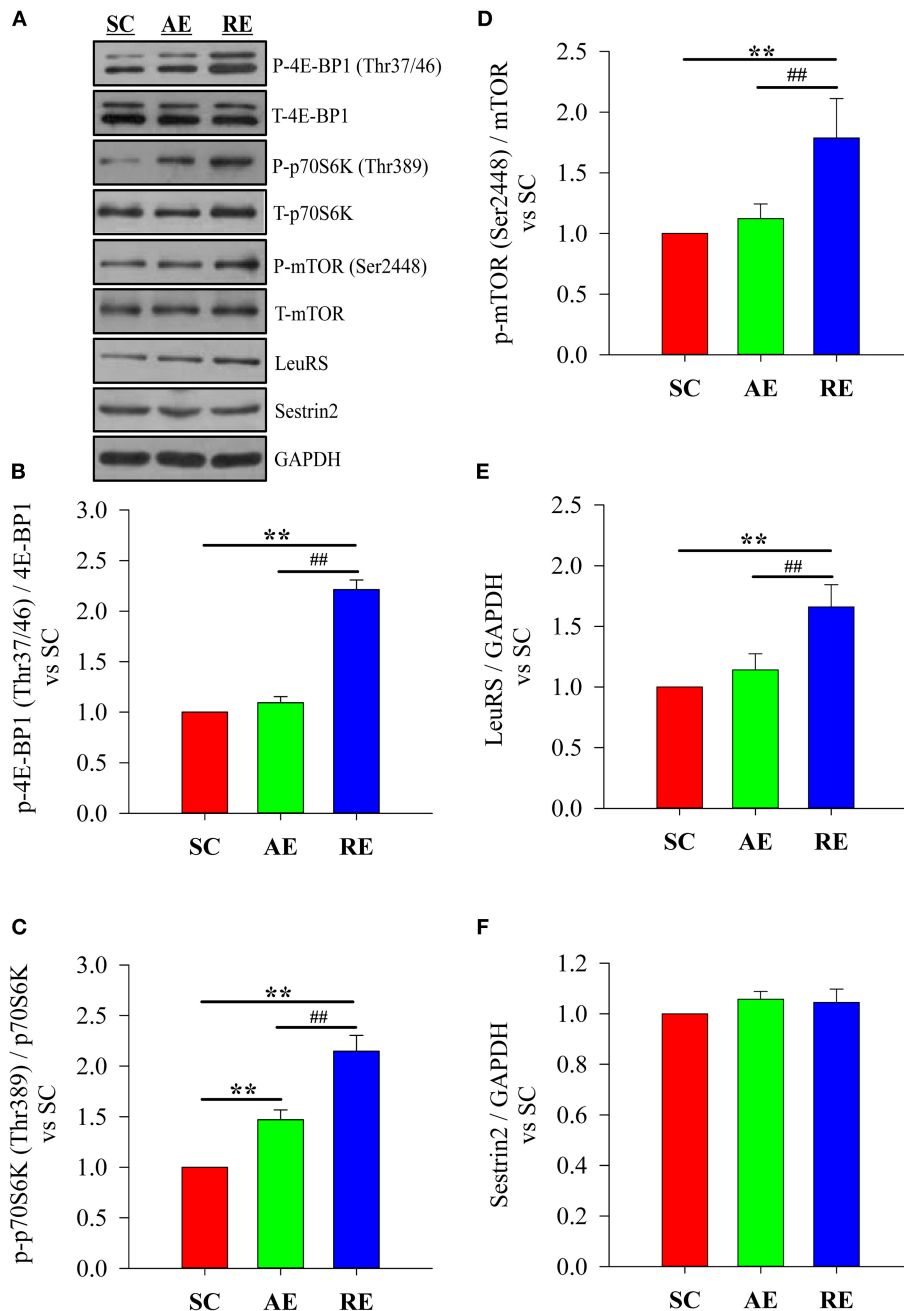 A
SC AE RE
P-4E-BP1 (Thr37/46)
T-4E-BP1
P-p70S6K (Thr389)
T-p70S6K
P-mTOR (Ser2448)
T-mTOR
LeuRS
Sestrin2
GAPDH
B
p-4E-BP1 (Thr37/46) / 4E-BP1
vs SC
3.0
2.5
2.0
1.5
1.0
0.5
0.0
**
##
SC AE RE
C
p-p70S6K (Thr389) / p70S6K
vs SC
3.0
2.5
2.0
1.5
1.0
0.5
0.0
**
##
**
SC AE RE
D
p-mTOR (Ser2448) / mTOR
vs SC
2.5
2.0
1.5
1.0
0.5
0.0
**
##
SC AE RE
E
LeuRS / GAPDH
vs SC
2.5
2.0
1.5
1.0
0.5
0.0
**
##
SC AE RE
F
Sestrin2 / GAPDH
vs SC
1.2
1.0
0.8
0.6
0.4
0.2
0.0
SC AE RE